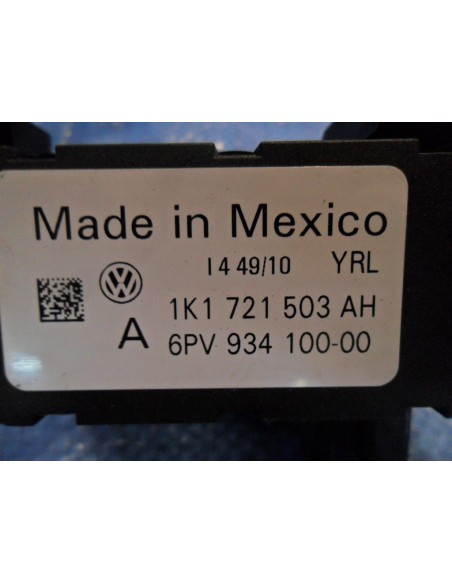 Made in Mexico
I 4 49/10 YRL
1K1 721 503 AH
A 6PV 934 100-00